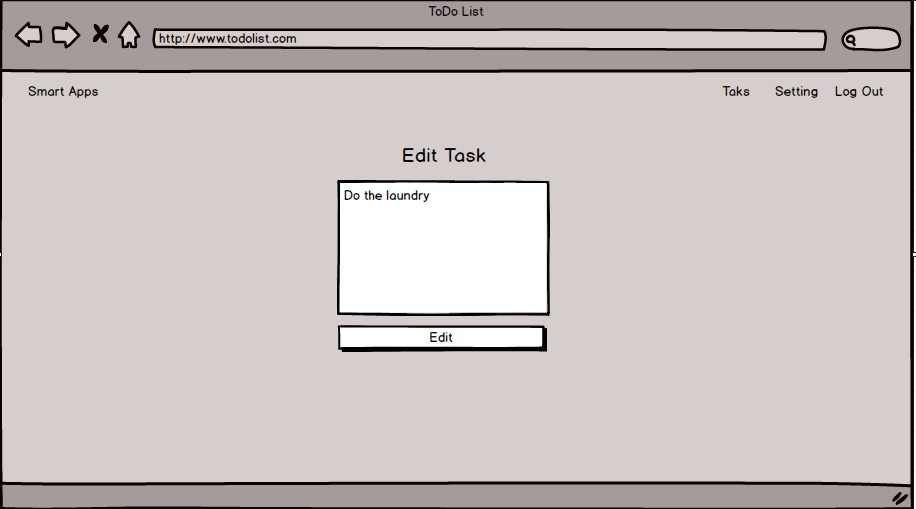 ToDo List
http://www.todolist.com
Smart Apps
Taks
Setting
Log Out
Edit Task
Do the laundry
Edit